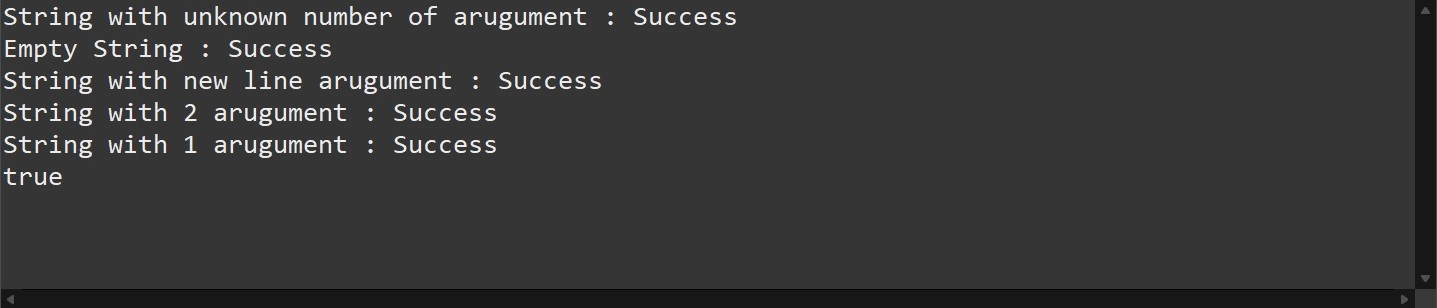 String with unknown number of arugument : Success
Empty String : Success
String with new line arugument : Success
String with 2 arugument : Success
String with 1 arugument : Success
true